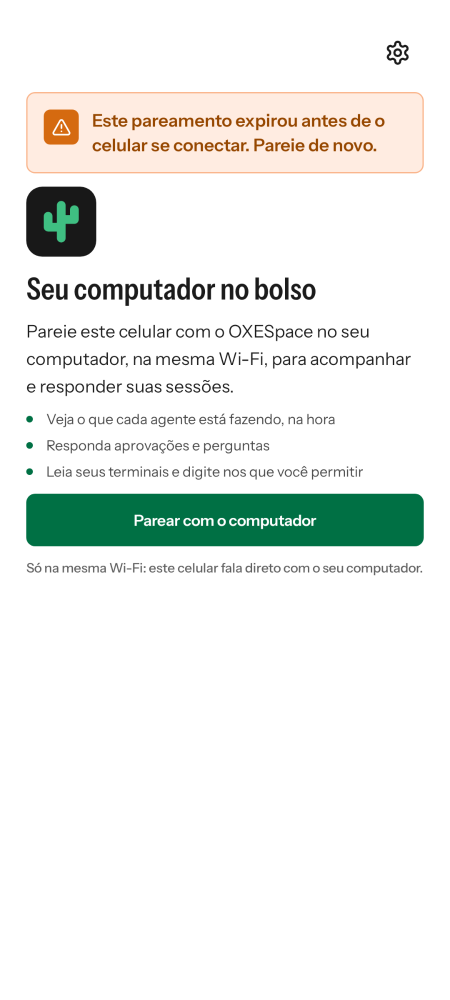 Este pareamento expirou antes de o
celular se conectar. Pareie de novo.
Seu computador no bolso
Pareie este celular com o OXESpace no seu
computador, na mesma Wi-Fi, para acompanhar
e responder suas sessões.
Veja o que cada agente está fazendo, na hora
Responda aprovações e perguntas
Leia seus terminais e digite nos que você permitir
Parear com o computador
Só na mesma Wi-Fi: este celular fala direto com o seu computador.